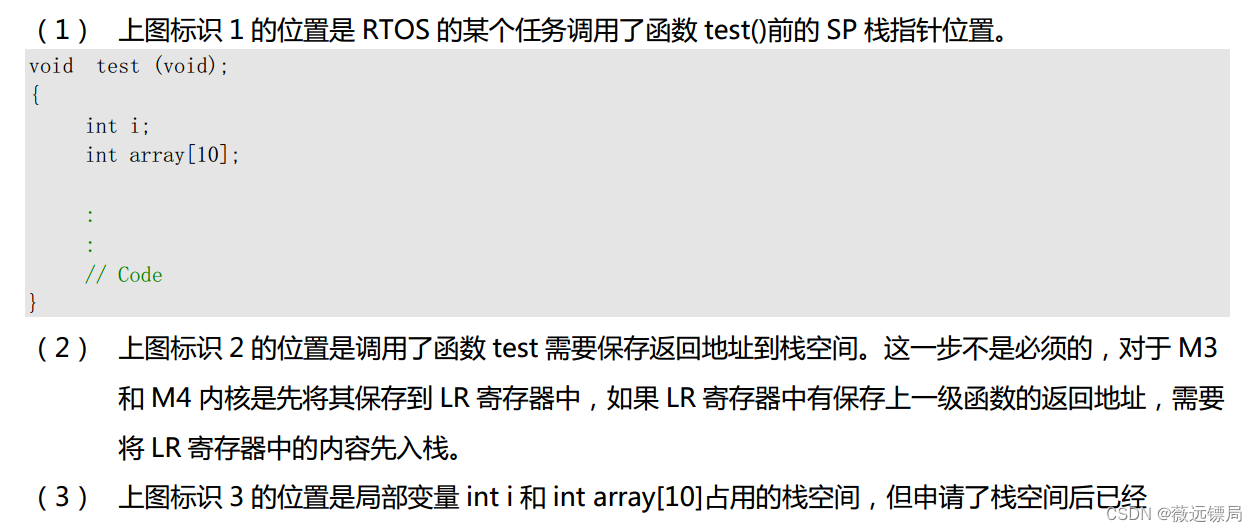 （1） 上图标识 1 的位置是 RTOS 的某个任务调用了函数 test()前的 SP 栈指针位置。
void  test (void);
{
int i;
int array[10];
:
:
// Code
}
（2） 上图标识 2 的位置是调用了函数 test 需要保存返回地址到栈空间。这一步不是必须的，对于 M3
和 M4 内核是先将其保存到 LR 寄存器中，如果 LR 寄存器中有保存上一级函数的返回地址，需要
将 LR 寄存器中的内容先入栈。
（3） 上图标识 3 的位置是局部变量 int i 和 int array[10]占用的栈空间，但申请了栈空间后已经
CSDN @薇远镖局